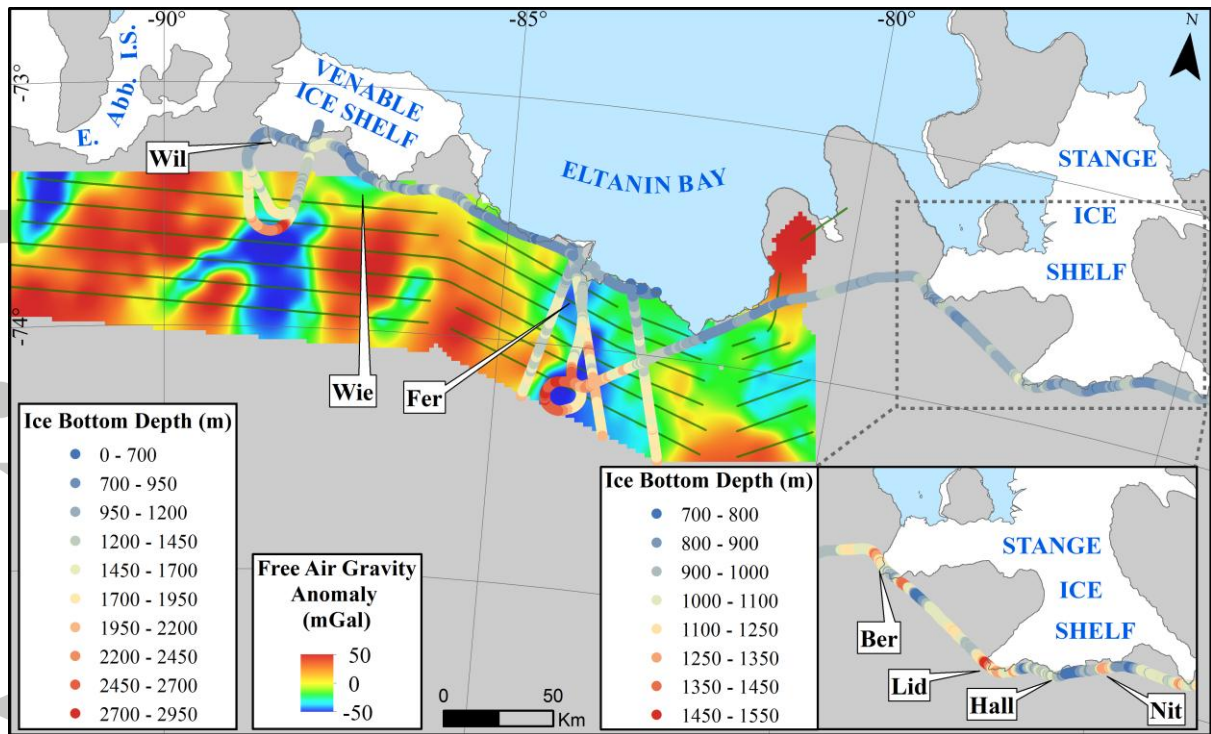 -90°
-85°
-80°
N
-73°
-74°
E. Abb. I.S.
VENABLE
ICE SHELF
Wil
ELTANIN BAY
STANGE
ICE
SHELF
Wie
Fer
Ice Bottom Depth (m)
0 - 700
700 - 950
950 - 1200
1200 - 1450
1450 - 1700
1700 - 1950
1950 - 2200
2200 - 2450
2450 - 2700
2700 - 2950
Free Air Gravity
Anomaly
(mGal)
50
0
-50
0 50
Km
Ice Bottom Depth (m)
700 - 800
800 - 900
900 - 1000
1000 - 1100
1100 - 1250
1250 - 1350
1350 - 1450
1450 - 1550
STANGE
ICE
SHELF
Ber
Lid
Hall
Nit